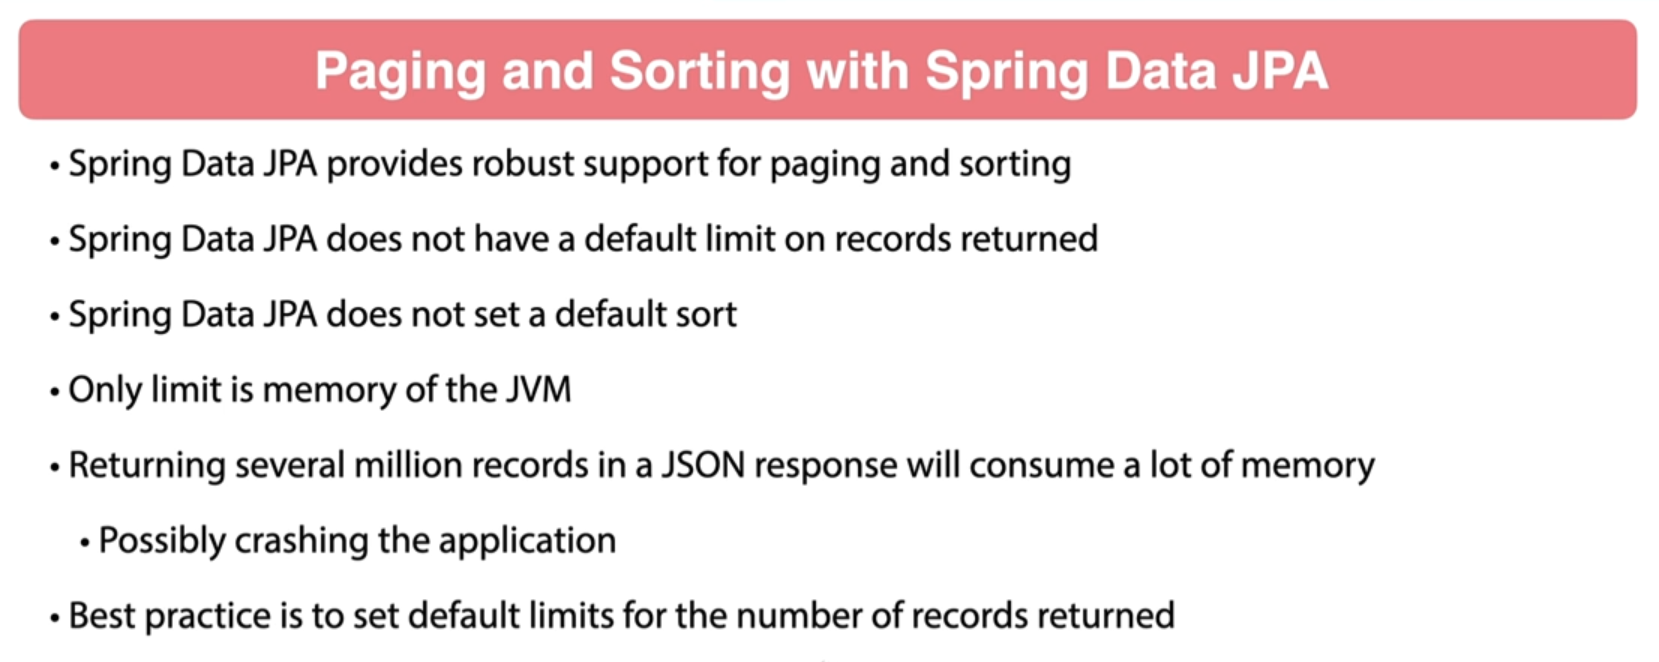 Paging and Sorting with Spring Data JPA
• Spring Data JPA provides robust support for paging and sorting
• Spring Data JPA does not have a default limit on records returned
• Spring Data JPA does not set a default sort
• Only limit is memory of the JVM
• Returning several million records in a JSON response will consume a lot of memory
• Possibly crashing the application
• Best practice is to set default limits for the number of records returned